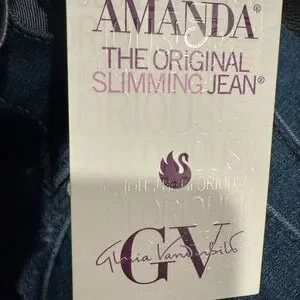 AMANDA®
THE ORIGINAL
SLIMMING JEAN®
Gloria Vanderbilt
GV